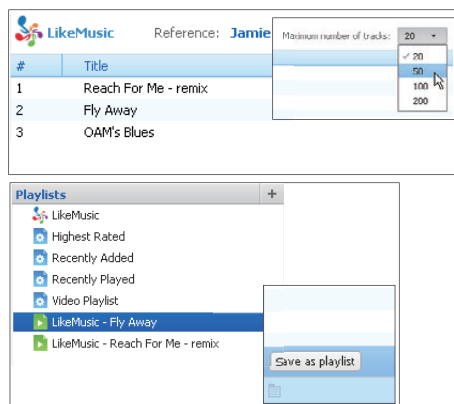 LikeMusic Reference: Jamie
Maximum number of tracks: 20
20
50
100
200
# Title
1 Reach For Me - remix
2 Fly Away
3 OAM's Blues
Playlists +
LikeMusic
Highest Rated
Recently Added
Recently Played
Video Playlist
LikeMusic - Fly Away
LikeMusic - Reach For Me - remix
Save as playlist